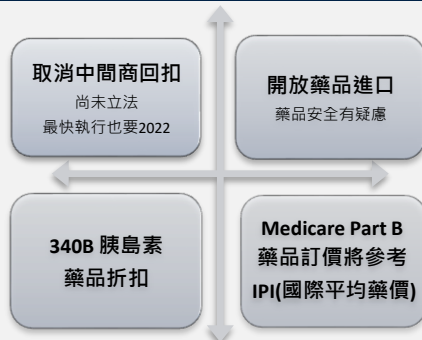 取消中間商回扣
尚未立法
最快執行也要2022
開放藥品進口
藥品安全有疑慮
340B 胰島素
藥品折扣
Medicare Part B
藥品訂價將參考
IPI(國際平均藥價)